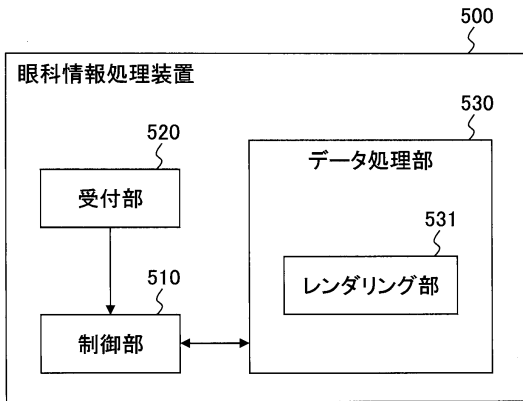 500
眼科情報処理装置
530
520
データ処理部
受付部
531
510
レンダリング部
制御部